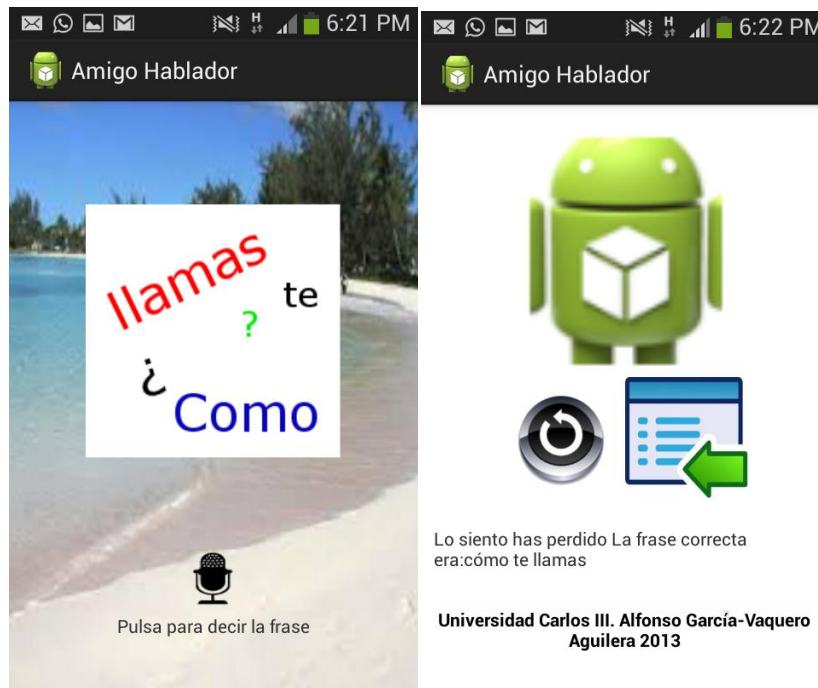 6:21 PM
Amigo Hablador
llamas
te
?
¿
Como
Pulsa para decir la frase
H
6:22 PM
Amigo Hablador
Lo siento has perdido La frase correcta
era:cómo te llamas
Universidad Carlos III. Alfonso García-Vaquero
Aguilera 2013